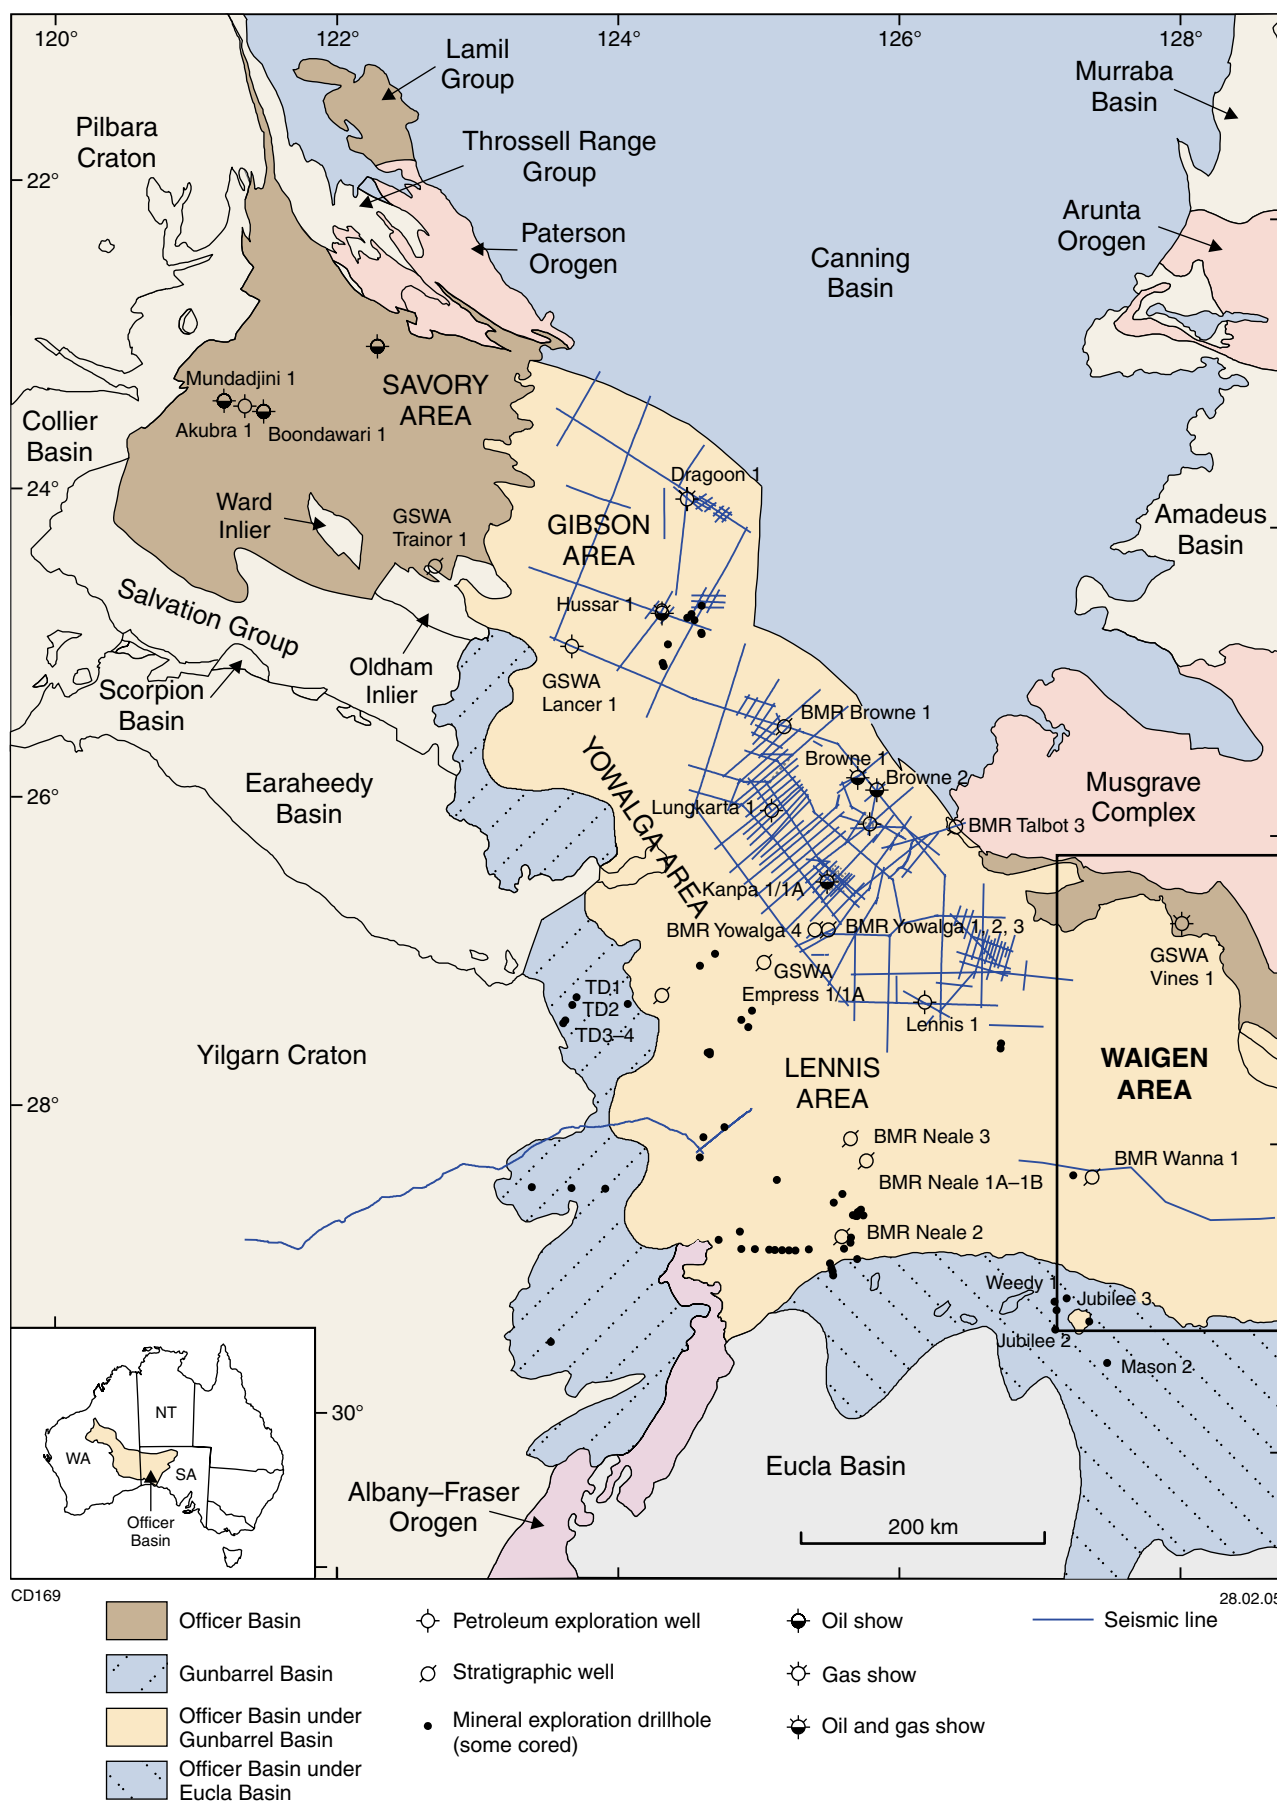 120°
122°
124°
126°
128°
Lamil
Group
Murraba
Basin
Pilbara
Craton
Throssell Range
Group
22°
Arunta
Orogen
Paterson
Orogen
Canning
Basin
Mundadjini 1
SAVORY
AREA
Collier
Basin
Akubra 1
Boondawari 1
Dragoon 1
24°
Ward
Inlier
GSWA
Trainor 1
GIBSON
AREA
Amadeus
Basin
Salvation Group
Hussar 1
Oldham
Inlier
GSWA
Lancer 1
Scorpion
Basin
BMR Browne 1
YOWALGA AREA
Browne 1
Browne 2
Earaheedy
Basin
26°
Lungkarta 1
Musgrave
Complex
BMR Talbot 3
Kanpa 1/1A
BMR Yowalga 4
BMR Yowalga 1, 2, 3
GSWA
Vines 1
GSWA
Empress 1/1A
TD1
TD2
TD3–4
Lennis 1
Yilgarn Craton
LENNIS
AREA
WAIGEN
AREA
28°
BMR Neale 3
BMR Wanna 1
BMR Neale 1A–1B
BMR Neale 2
Weedy 1
Jubilee 3
Jubilee 2
Mason 2
NT
WA
SA
Officer
Basin
30°
Eucla Basin
Albany–Fraser
Orogen
200 km
CD169
28.02.05
Officer Basin
Petroleum exploration well
Oil show
Seismic line
Gunbarrel Basin
Stratigraphic well
Gas show
Officer Basin under
Gunbarrel Basin
Mineral exploration drillhole
(some cored)
Oil and gas show
Officer Basin under
Eucla Basin